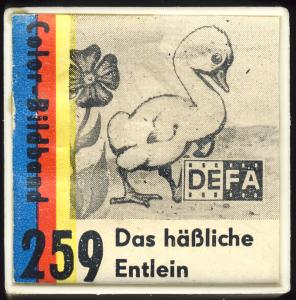 Color-Bildband
DEFA
259
Das häßliche
Entlein